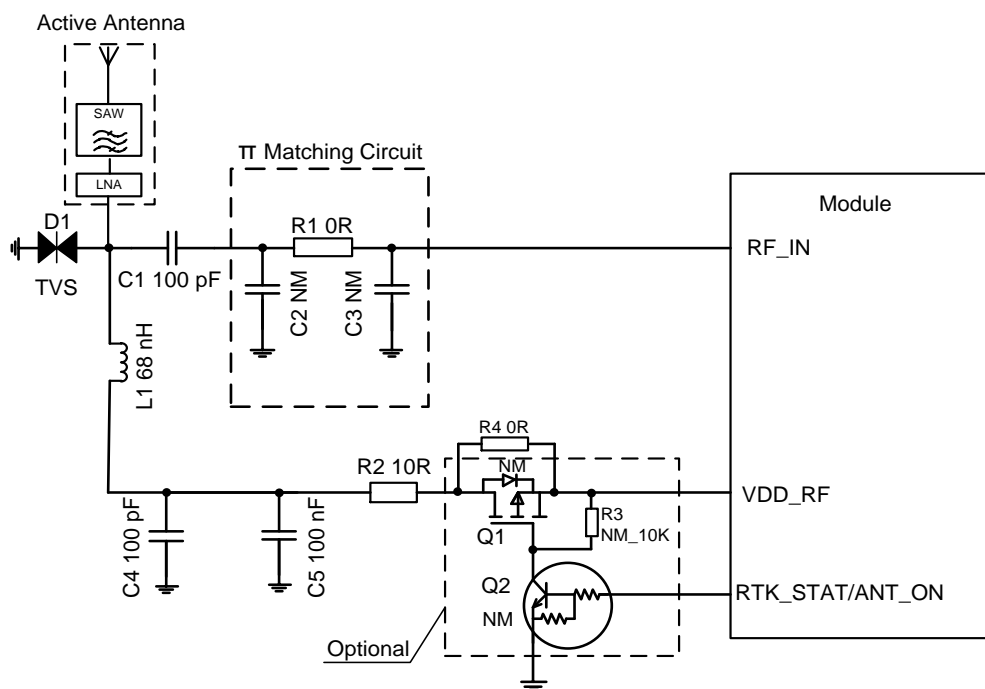 Active Antenna
SAW
LNA
D1
TVS
C1 100 pF
π Matching Circuit
R1 0R
C2 NM
C3 NM
Module
RF_IN
L1 68 nH
R4 0R
NM
R2 10R
Q1
R3
NM_10K
VDD_RF
C4 100 pF
C5 100 nF
Q2
NM
RTK_STAT/ANT_ON
Optional